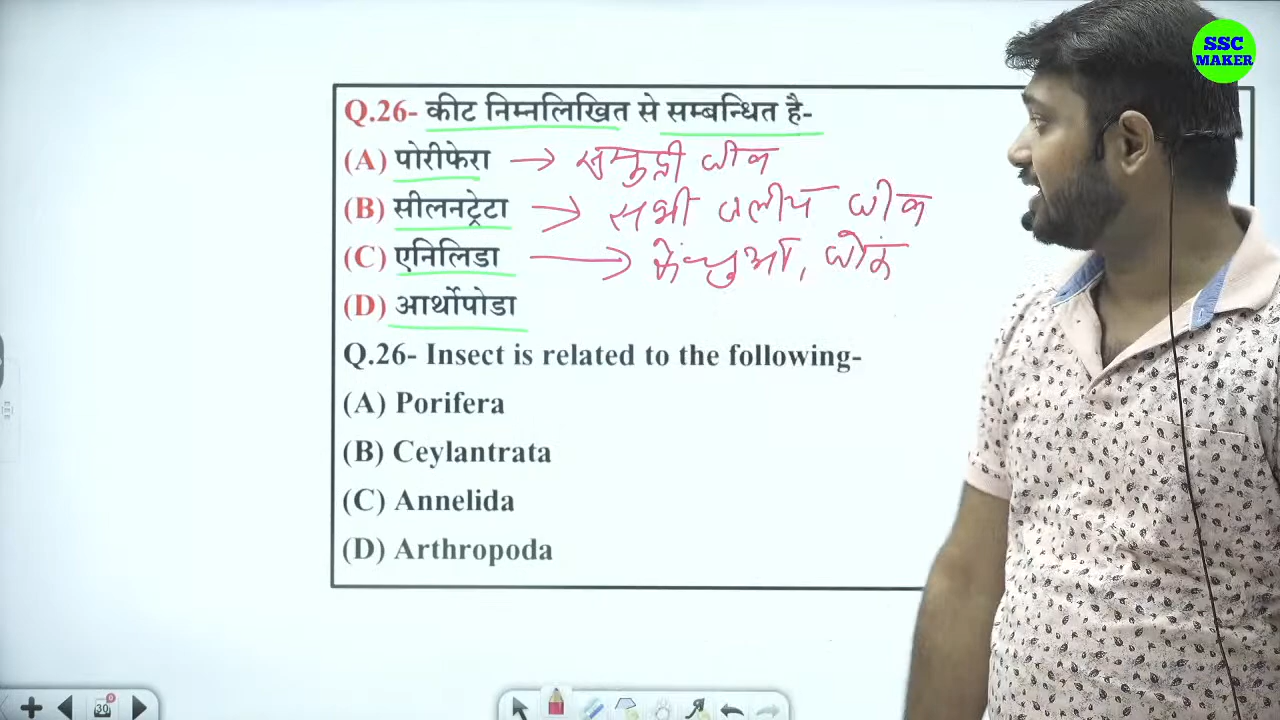 SSC
MAKER
Q.26- कीट निम्नलिखित से सम्बन्धित है-
(A) पोरीफेरा → समुद्री जीव
(B) सीलनट्रेटा → सभी जलीय जीव
(C) एनिलिडा → केंचुआ, जोंक
(D) आर्थोपोडा
Q.26- Insect is related to the following-
(A) Porifera
(B) Ceylantrata
(C) Annelida
(D) Arthropoda
30